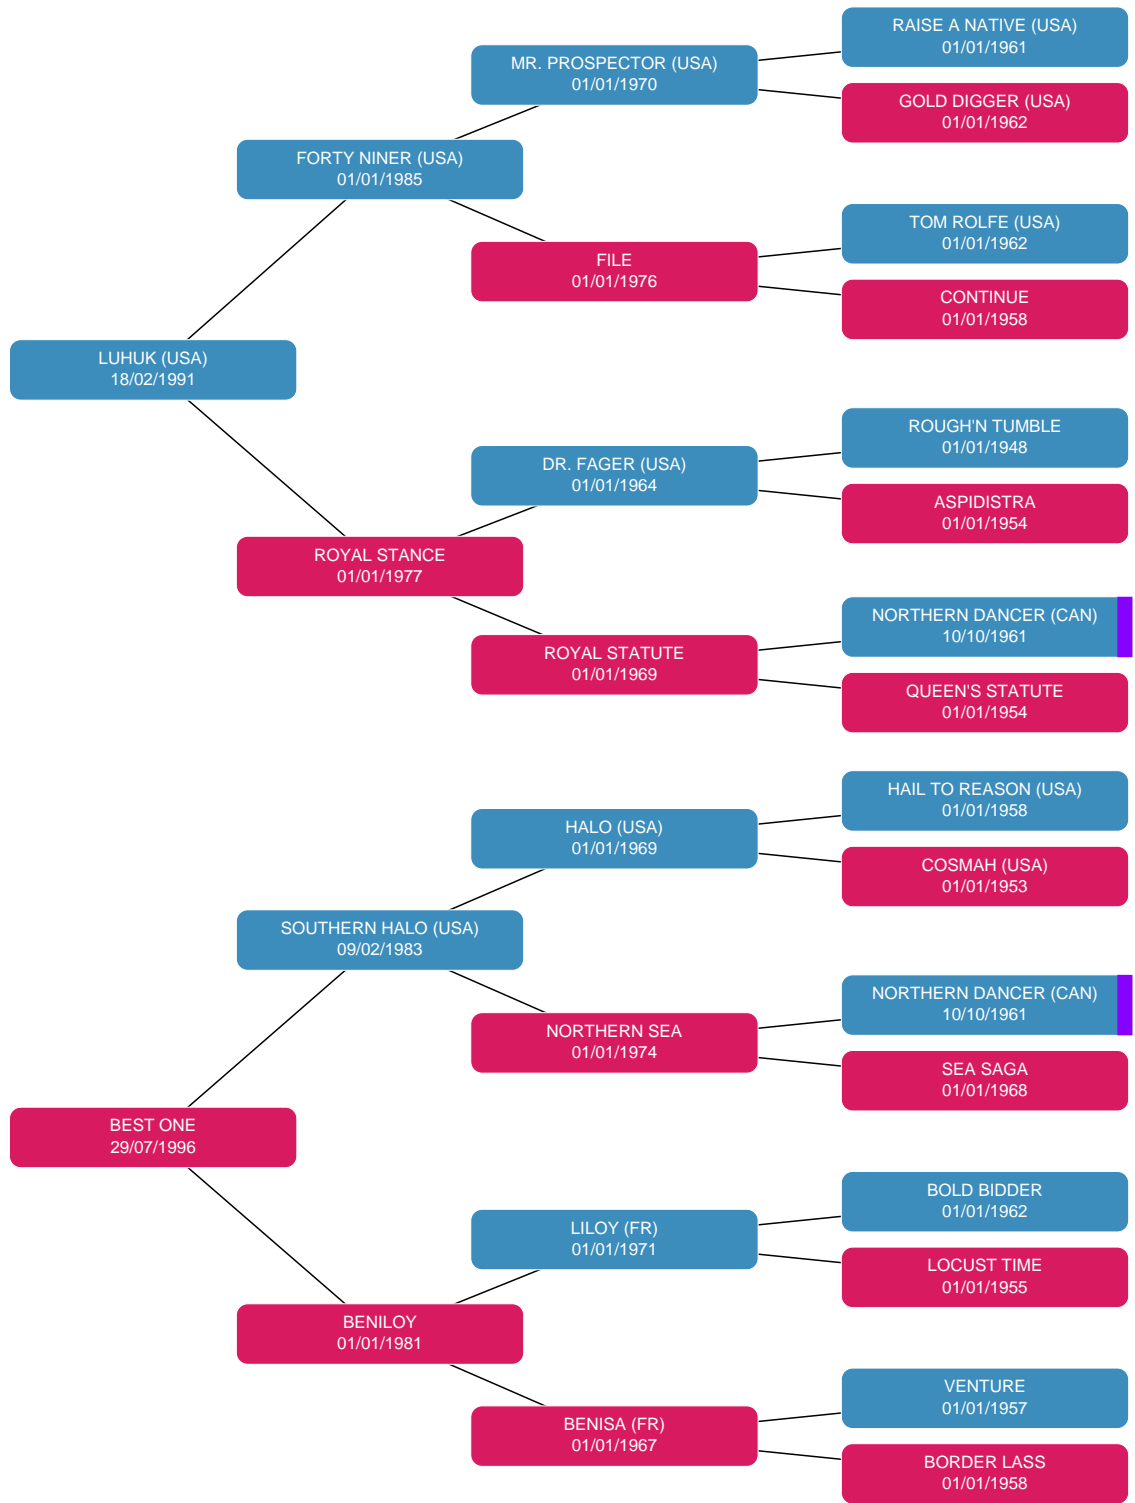 RAISE A NATIVE (USA)
01/01/1961
MR. PROSPECTOR (USA)
01/01/1970
GOLD DIGGER (USA)
01/01/1962
FORTY NINER (USA)
01/01/1985
TOM ROLFE (USA)
01/01/1962
FILE
01/01/1976
CONTINUE
01/01/1958
LUHUK (USA)
18/02/1991
ROUGH'N TUMBLE
01/01/1948
DR. FAGER (USA)
01/01/1964
ASPIDISTRA
01/01/1954
ROYAL STANCE
01/01/1977
NORTHERN DANCER (CAN)
10/10/1961
ROYAL STATUTE
01/01/1969
QUEEN'S STATUTE
01/01/1954
HAIL TO REASON (USA)
01/01/1958
HALO (USA)
01/01/1969
COSMAH (USA)
01/01/1953
SOUTHERN HALO (USA)
09/02/1983
NORTHERN DANCER (CAN)
10/10/1961
NORTHERN SEA
01/01/1974
SEA SAGA
01/01/1968
BEST ONE
29/07/1996
BOLD BIDDER
01/01/1962
LILOY (FR)
01/01/1971
LOCUST TIME
01/01/1955
BENILOY
01/01/1981
VENTURE
01/01/1957
BENISA (FR)
01/01/1967
BORDER LASS
01/01/1958